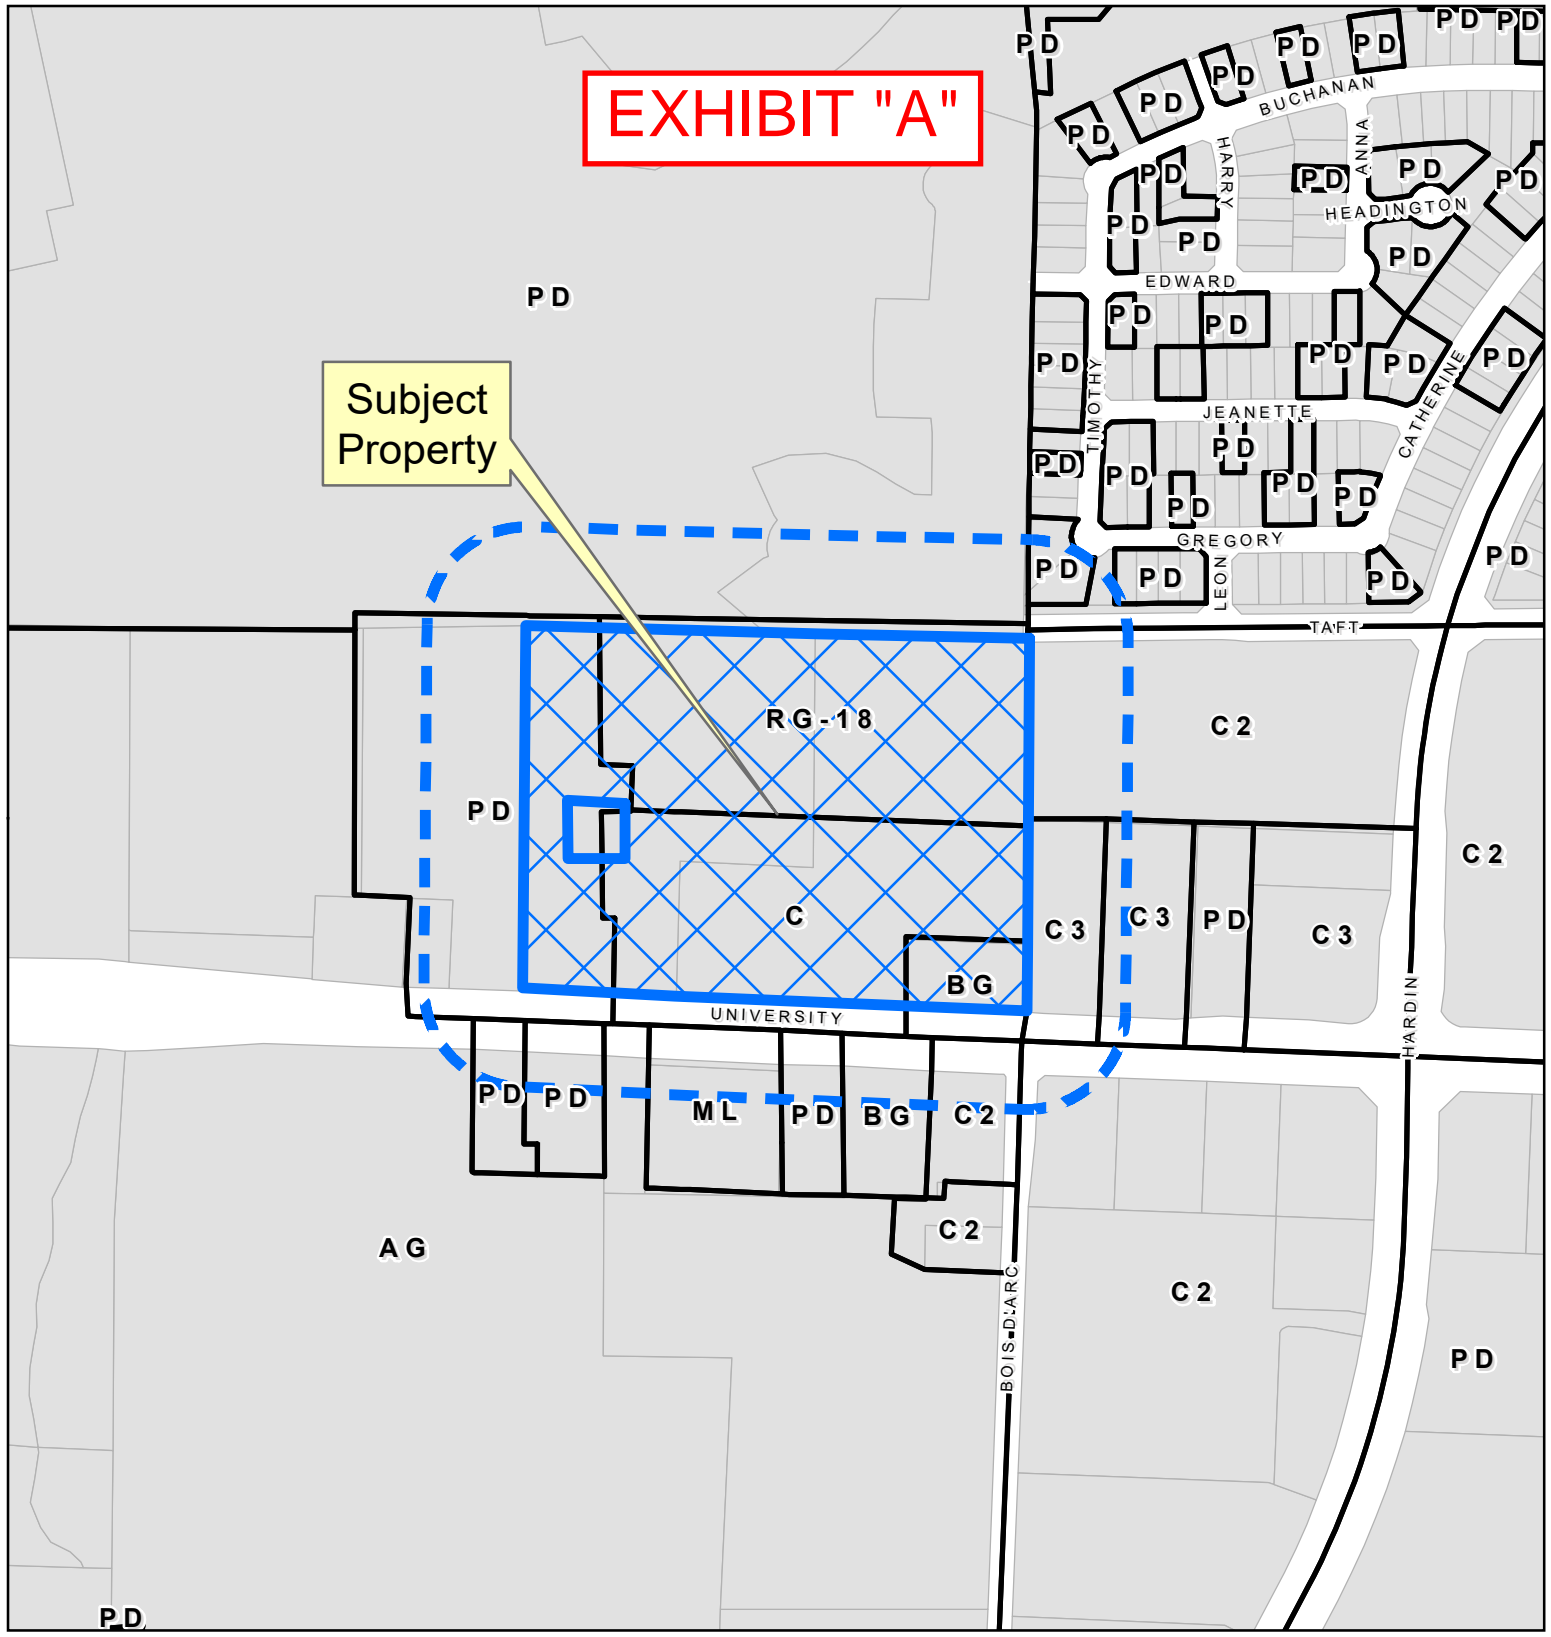 PD
PD
PD
EXHIBIT "A"
PD
PD
PD
PD
PD
BUCHANAN
PD
HARRY
ANNA
PD
PD
PD
PD
HEADINGTON
PD
PD
PD
EDWARD
PD
PD
PD
PD
PD
PD
PD
Subject
Property
TIMOTHY
JEANETTE
CATHERINE
PD
PD
PD
PD
PD
PD
GREGORY
PD
PD
PD
LEON
PD
TAFT
RG-18
C2
PD
C2
C
C3
C3
PD
C3
BG
UNIVERSITY
HARDIN
PD
PD
ML
PD
BG
C2
C2
AG
C2
BOIS D'ARC
PD
PD